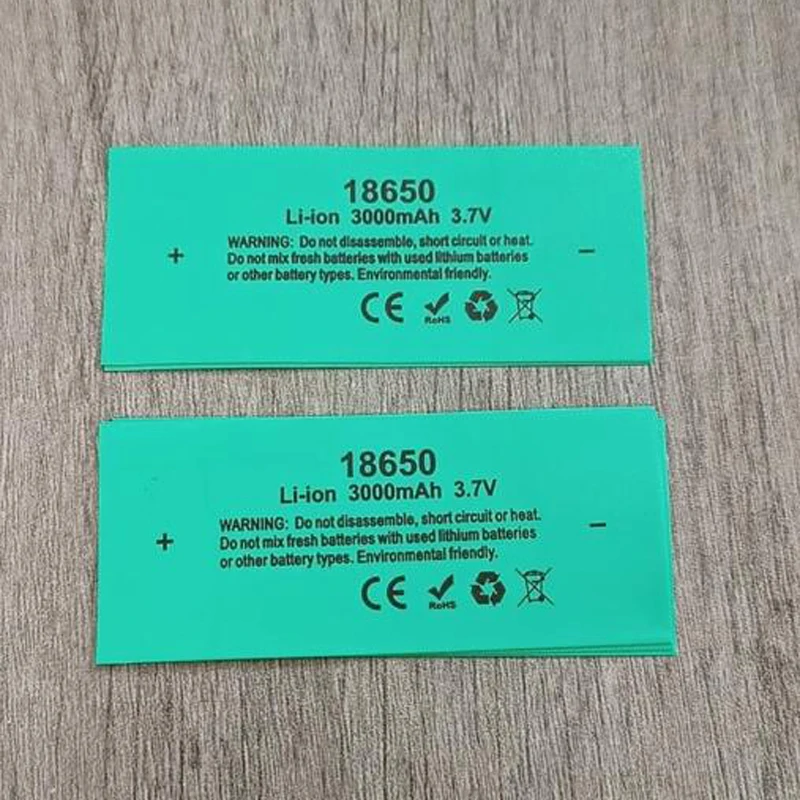 18650
Li-ion 3000mAh 3.7V
+
-
WARNING: Do not disassemble, short circuit or heat.
Do not mix fresh batteries with used lithium batteries
or other battery types. Environmental friendly.
CE RoHS
18650
Li-ion 3000mAh 3.7V
+
-
WARNING: Do not disassemble, short circuit or heat.
Do not mix fresh batteries with used lithium batteries
or other battery types. Environmental friendly.
CE RoHS